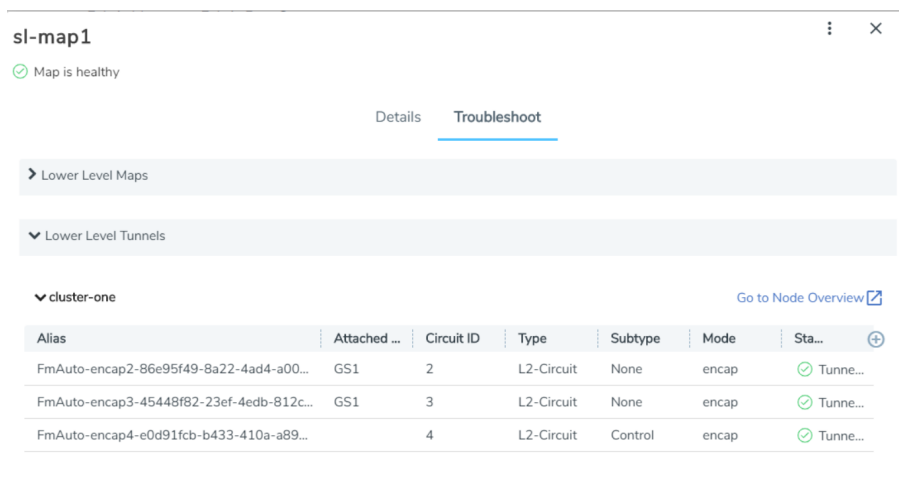 sl-map1
Map is healthy
Details Troubleshoot
Lower Level Maps
Lower Level Tunnels
cluster-one Go to Node Overview
Alias Attached ... Circuit ID Type Subtype Mode Sta...
FmAuto-encap2-86e95f49-8a22-4ad4-a00... GS1 2 L2-Circuit None encap Tunne...
FmAuto-encap3-45448f82-23ef-4edb-812c... GS1 3 L2-Circuit None encap Tunne...
FmAuto-encap4-e0d91fcb-b433-410a-a89... 4 L2-Circuit Control encap Tunne...